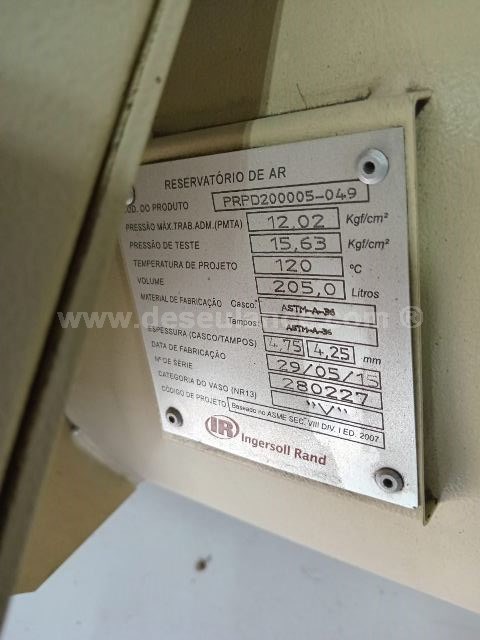 RESERVATÓRIO DE AR
OD. DO PRODUTO PRPD200005-049
PRESSÃO MÁX.TRAB.ADM.(PMTA) 12,02 Kgf/cm²
PRESSÃO DE TESTE 15,63 Kgf/cm²
TEMPERATURA DE PROJETO 120 ºC
VOLUME 205,0 Litros
MATERIAL DE FABRICAÇÃO Casco: ASTM-A-36
Tampos: ASTM-A-36
ESPESSURA (CASCO/TAMPOS) 4,75 4,25 mm
DATA DE FABRICAÇÃO 29/05/15
Nº DE SÉRIE 280227
CATEGORIA DO VASO (NR13) "V"
CÓDIGO DE PROJETO Baseado no ASME SEC. VIII DIV. I ED. 2007
IR Ingersoll Rand